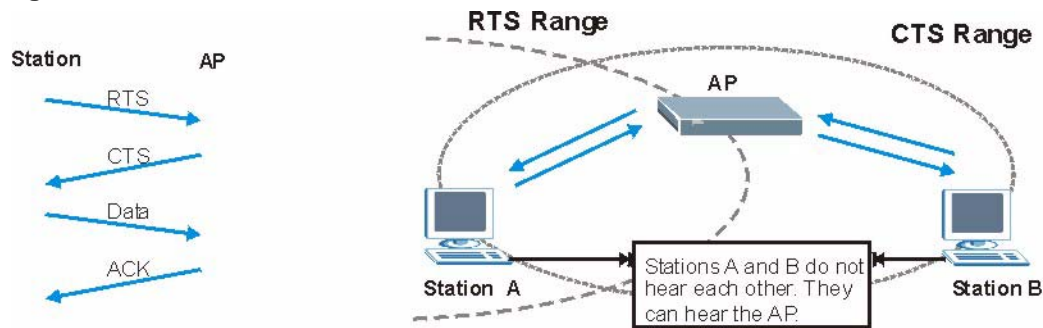 RTS Range
CTS Range
Station
AP
AP
RTS
CTS
Data
ACK
Station A
Stations A and B do not
hear each other. They
can hear the AP.
Station B